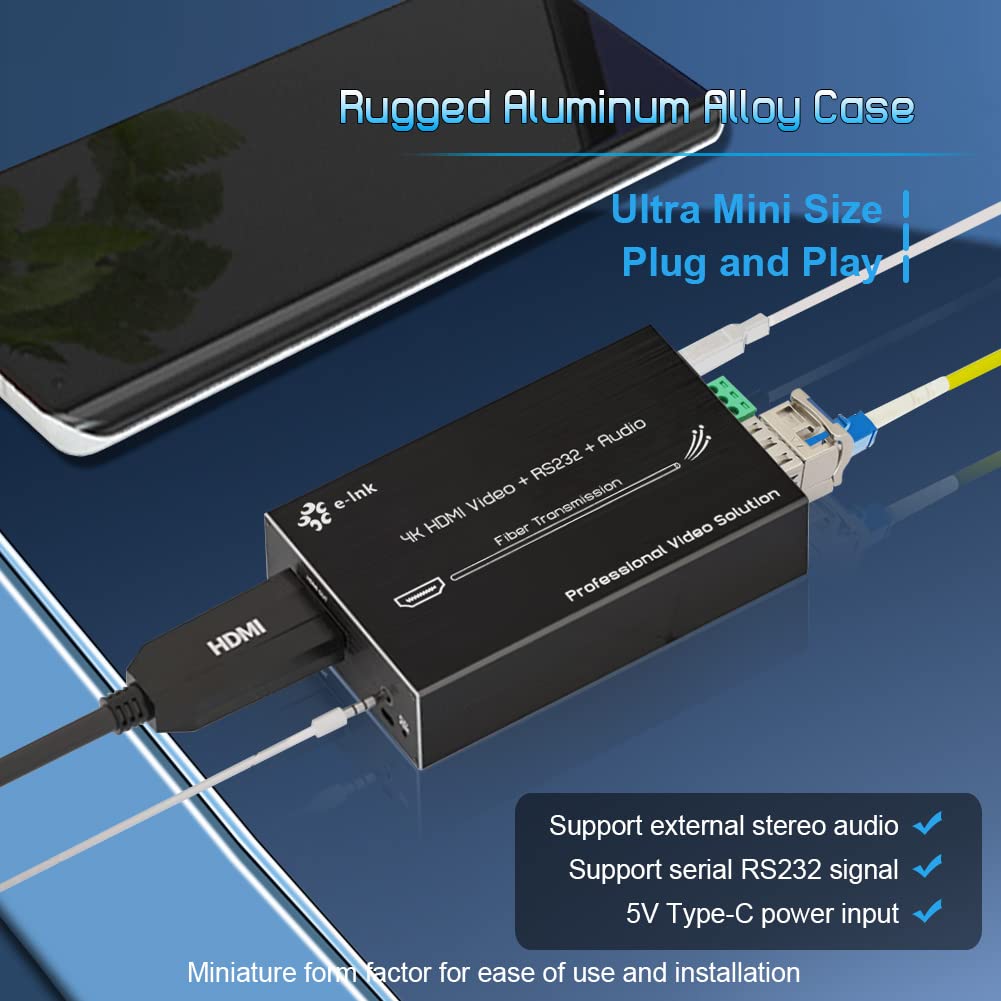 Rugged Aluminum Alloy Case
Ultra Mini Size
Plug and Play
e-Ink
4K HDMI Video + RS232 + Audio
Fiber Transmission
Professional Video Solution
HDMI
Support external stereo audio
Support serial RS232 signal
5V Type-C power input
Miniature form factor for ease of use and installation